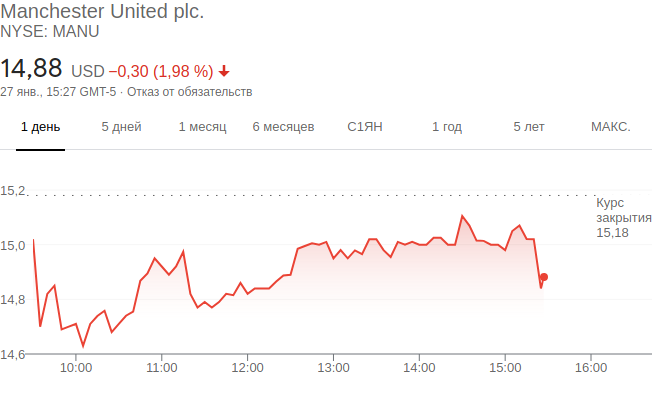 Manchester United plc.
NYSE: MANU
14,88 USD −0,30 (1,98 %)
27 янв., 15:27 GMT-5 · Отказ от обязательств
1 день 5 дней 1 месяц 6 месяцев С1ЯН 1 год 5 лет МАКС.
15,2
Курс
закрытия
15,18
15,0
14,8
14,6
10:00 11:00 12:00 13:00 14:00 15:00 16:00